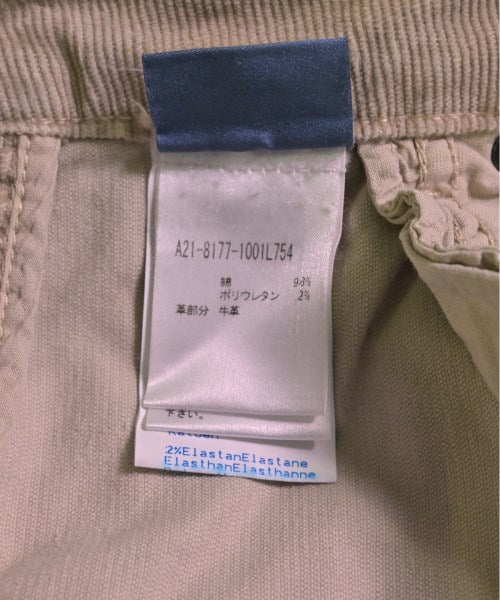 A21-8177-1001L754
綿 98%
ポリウレタン 2%
革部分 牛革
下さい。
2%ElastanElastane
ElasthanElasthanne